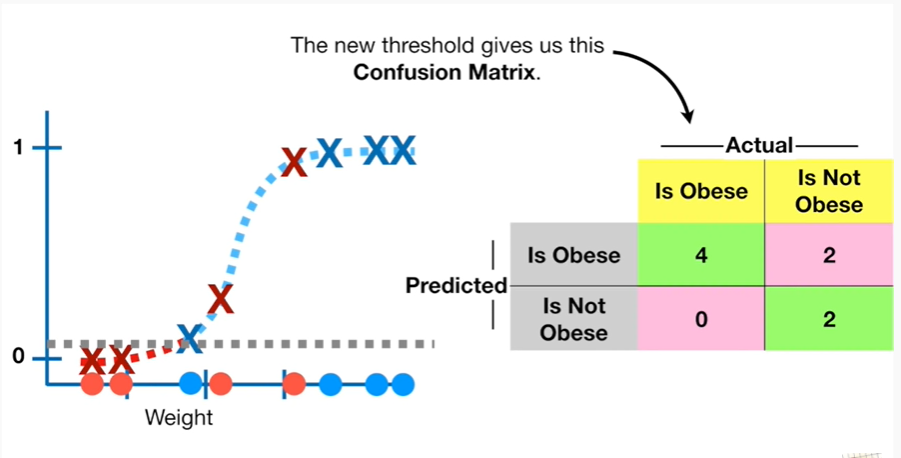 The new threshold gives us this
Confusion Matrix.
1
0
Weight
Actual
Is Obese
Is Not
Obese
Predicted
Is Obese
4
2
Is Not
Obese
0
2